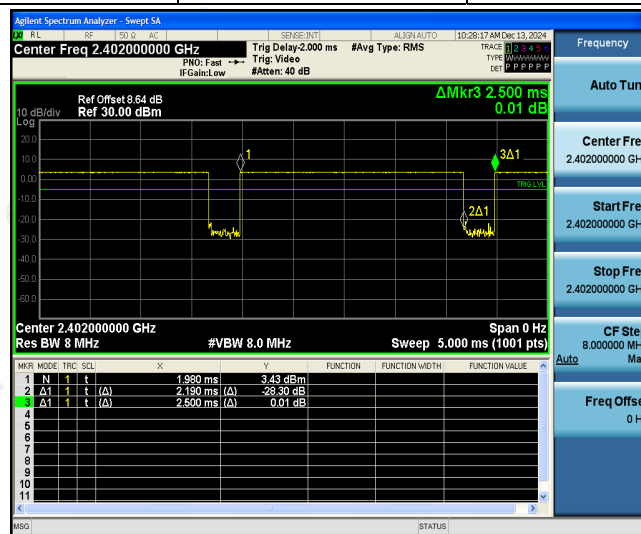 Agilent Spectrum Analyzer - Swept SA
RL RF 50 Ω AC SENSE:INT ALIGN AUTO 10:28:17 AM Dec 13, 2024
Center Freq 2.402000000 GHz
PNO: Fast
IFGain:Low
Trig Delay-2.000 ms
Trig: Video
#Atten: 40 dB
#Avg Type: RMS
TRACE 1 2 3 4 5 6
TYPE W
DET P P P P P P
ΔMkr3 2.500 ms
0.01 dB
Ref Offset 8.64 dB
Ref 30.00 dBm
10 dB/div
Log
20.0
10.0
0.00
-10.0
-20.0
-30.0
-40.0
-50.0
-60.0
1
3Δ1
TRIG LVL
2Δ1
Center 2.402000000 GHz Span 0 Hz
Res BW 8 MHz #VBW 8.0 MHz Sweep 5.000 ms (1001 pts)
MKR MODE TRC SCL X Y FUNCTION FUNCTION WIDTH FUNCTION VALUE
1 N 1 t 1.980 ms 3.43 dBm
2 Δ1 1 t (Δ) 2.190 ms (Δ) -28.30 dB
3 Δ1 1 t (Δ) 2.500 ms (Δ) 0.01 dB
4
5
6
7
8
9
10
11
MSG STATUS
Frequency
Auto Tun
Center Fre
2.402000000 GH
Start Fre
2.402000000 GH
Stop Fre
2.402000000 GH
CF Ste
8.000000 MH
Auto Ma
Freq Offse
0 H